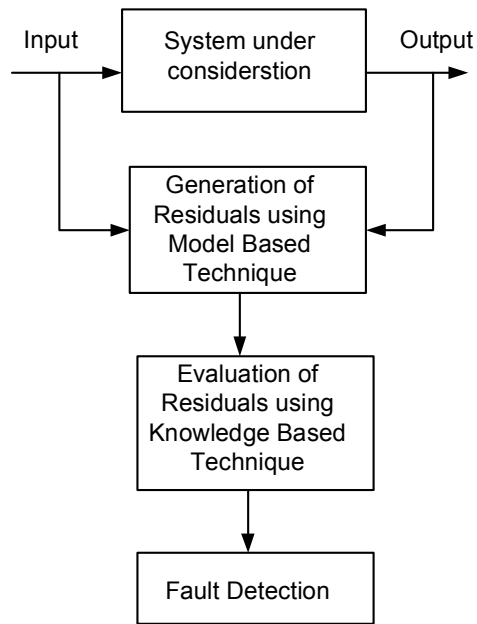 Input
System under
considerstion
Output
Generation of
Residuals using
Model Based
Technique
Evaluation of
Residuals using
Knowledge Based
Technique
Fault Detection